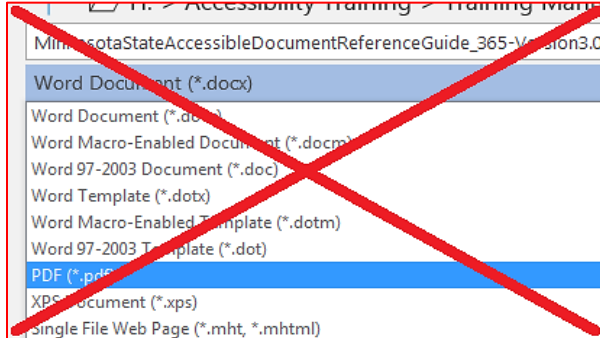 H: > Accessibility Training > Training Man
MinnesotaStateAccessibleDocumentReferenceGuide_365-Version3.0
Word Document (*.docx)
Word Document (*.docx)
Word Macro-Enabled Document (*.docm)
Word 97-2003 Document (*.doc)
Word Template (*.dotx)
Word Macro-Enabled Template (*.dotm)
Word 97-2003 Template (*.dot)
PDF (*.pdf)
XPS Document (*.xps)
Single File Web Page (*.mht, *.mhtml)